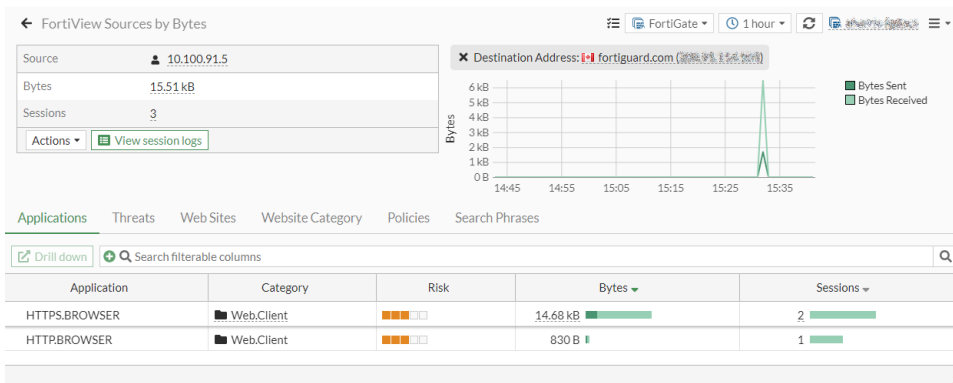 FortiView Sources by Bytes
FortiGate
1 hour
Source 10.100.91.5
Bytes 15.51 kB
Sessions 3
Actions
View session logs
Destination Address: fortiguard.com
Bytes
6 kB
5 kB
4 kB
3 kB
2 kB
1 kB
0 B
14:45 14:55 15:05 15:15 15:25 15:35
Bytes Sent
Bytes Received
Applications Threats Web Sites Website Category Policies Search Phrases
Drill down
Search filterable columns
Application Category Risk Bytes Sessions
HTTPS.BROWSER Web.Client 14.68 kB 2
HTTP.BROWSER Web.Client 830 B 1